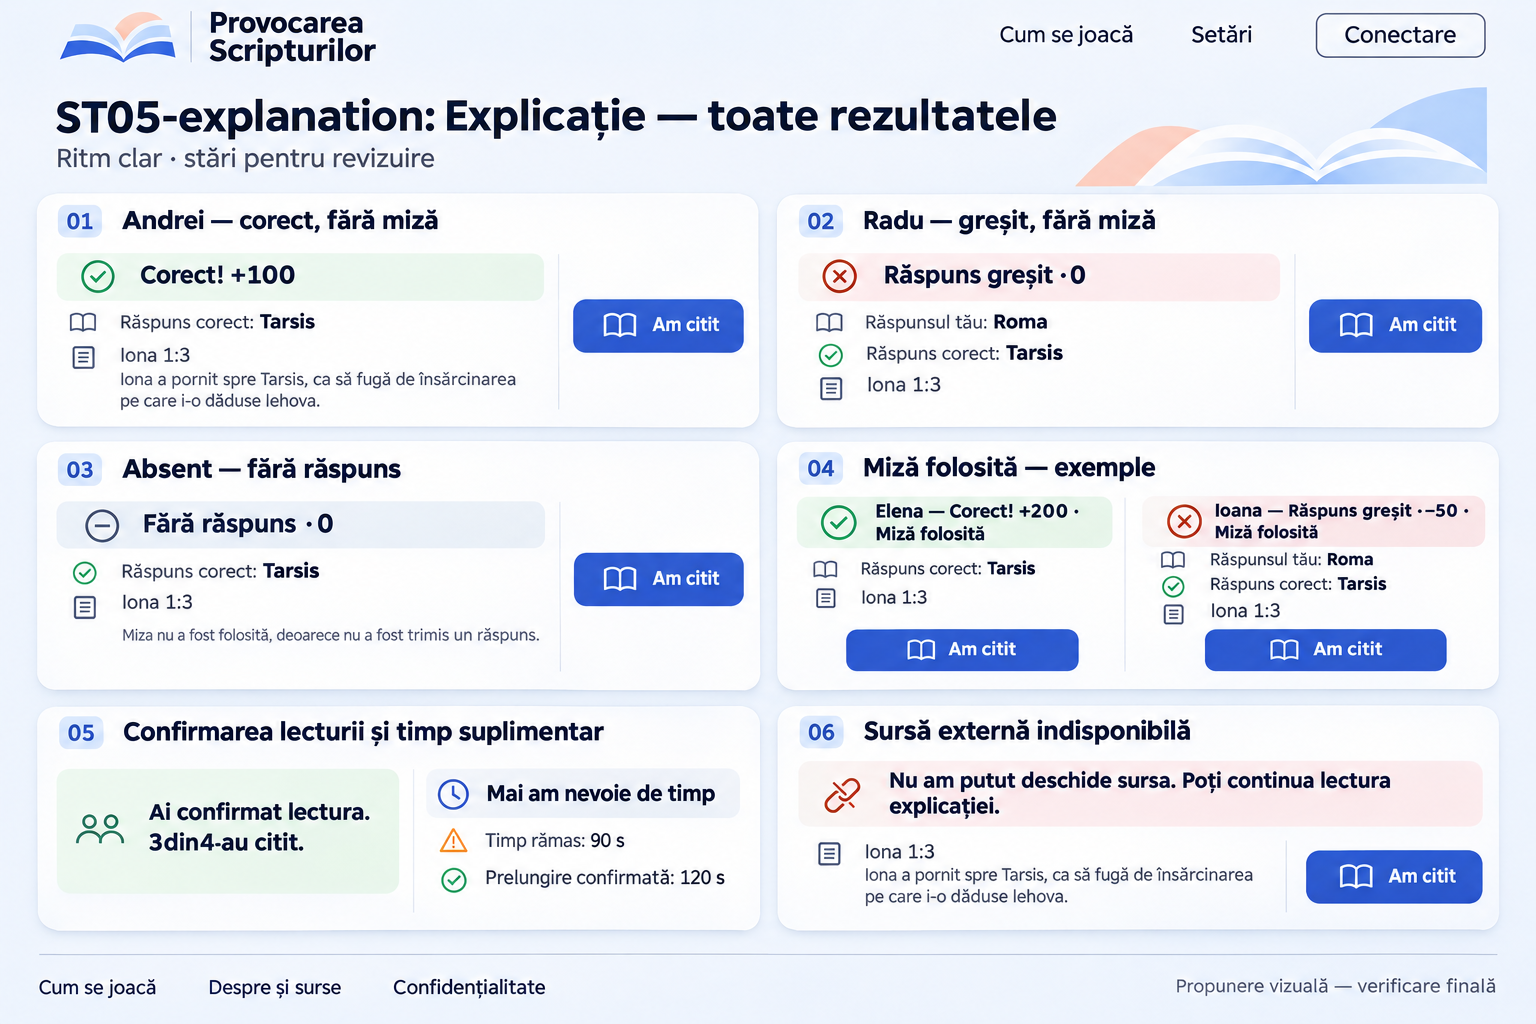 Provocarea
Scripturilor
Cum se joacă
Setări
Conectare
ST05-explanation: Explicație — toate rezultatele
Ritm clar · stări pentru revizuire
01
Andrei — corect, fără miză
Corect! +100
Răspuns corect: Tarsis
Iona 1:3
Iona a pornit spre Tarsis, ca să fugă de însărcinarea
pe care i-o dăduse Iehova.
Am citit
02
Radu — greșit, fără miză
Răspuns greșit · 0
Răspunsul tău: Roma
Răspuns corect: Tarsis
Iona 1:3
Am citit
03
Absent — fără răspuns
Fără răspuns · 0
Răspuns corect: Tarsis
Iona 1:3
Miza nu a fost folosită, deoarece nu a fost trimis un răspuns.
Am citit
04
Miză folosită — exemple
Elena — Corect! +200 ·
Miză folosită
Răspuns corect: Tarsis
Iona 1:3
Am citit
Ioana — Răspuns greșit · −50 ·
Miză folosită
Răspunsul tău: Roma
Răspuns corect: Tarsis
Iona 1:3
Am citit
05
Confirmarea lecturii și timp suplimentar
Ai confirmat lectura.
3din4-au citit.
Mai am nevoie de timp
Timp rămas: 90 s
Prelungire confirmată: 120 s
06
Sursă externă indisponibilă
Nu am putut deschide sursa. Poți continua lectura
explicației.
Iona 1:3
Iona a pornit spre Tarsis, ca să fugă de însărcinarea
pe care i-o dăduse Iehova.
Am citit
Cum se joacă
Despre și surse
Confidențialitate
Propunere vizuală — verificare finală